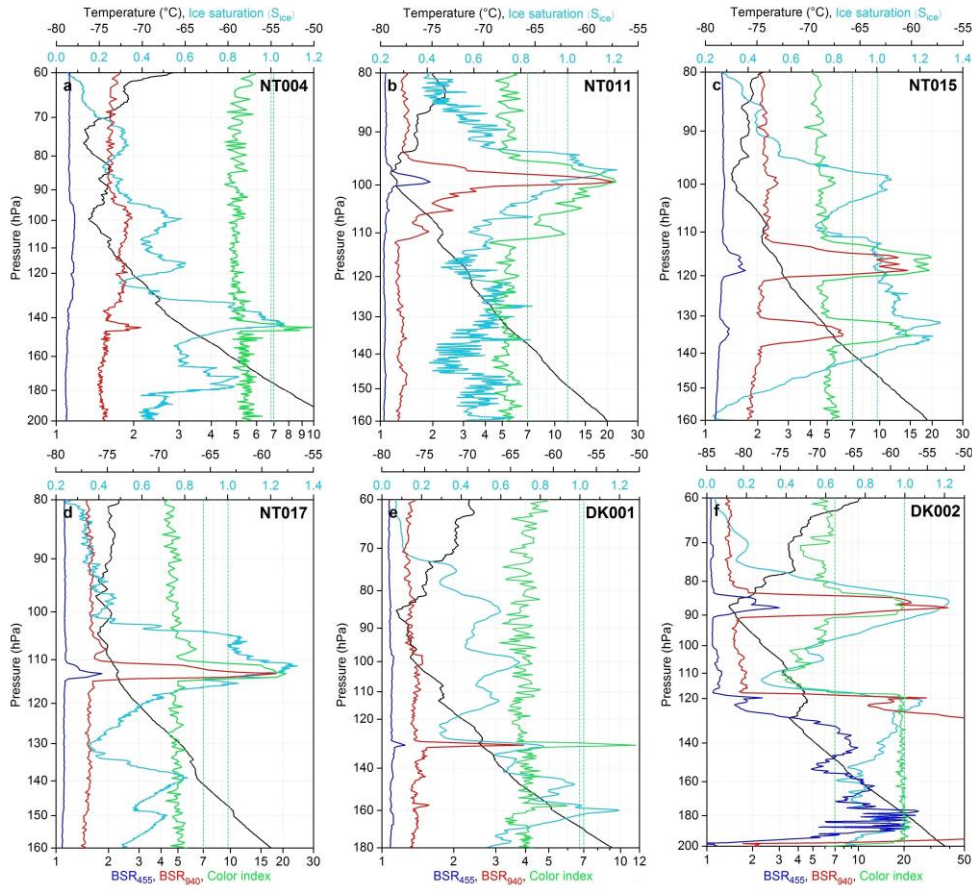 Temperature (°C), Ice saturation (Sice)
Temperature (°C), Ice saturation (Sice)
Temperature (°C), Ice saturation (Sice)
-80 -75 -70 -65 -60 -55 -50
-80 -75 -70 -65 -60 -55
-80 -75 -70 -65 -60 -55
0.0 0.2 0.4 0.6 0.8 1.0 1.2
0.2 0.4 0.6 0.8 1.0 1.2
0.2 0.4 0.6 0.8 1.0 1.2 1.4
a NT004
b NT011
c NT015
Pressure (hPa)
60
70
80
90
100
110
120
140
160
180
200
1 2 3 4 5 6 7 8 9 10
Pressure (hPa)
80
90
100
110
120
130
140
150
160
1 2 3 4 5 7 10 20 30
Pressure (hPa)
80
90
100
110
120
130
140
150
160
1 2 3 4 5 7 10 20 30
-80 -75 -70 -65 -60 -55
-80 -75 -70 -65 -60 -55
-85 -80 -75 -70 -65 -60 -55 -50
0.2 0.4 0.6 0.8 1.0 1.2 1.4
0.0 0.2 0.4 0.6 0.8 1.0 1.2
0.0 0.2 0.4 0.6 0.8 1.0 1.2
d NT017
e DK001
f DK002
Pressure (hPa)
80
90
100
110
120
130
140
150
160
1 2 3 4 5 7 10 20 30
BSR455, BSR940, Color index
Pressure (hPa)
60
70
80
90
100
110
120
140
160
180
1 2 3 4 5 6 7 8 10 12
BSR455, BSR940, Color index
Pressure (hPa)
60
70
80
90
100
110
120
140
160
180
200
1 2 3 4 5 7 10 20 50
BSR455, BSR940, Color index